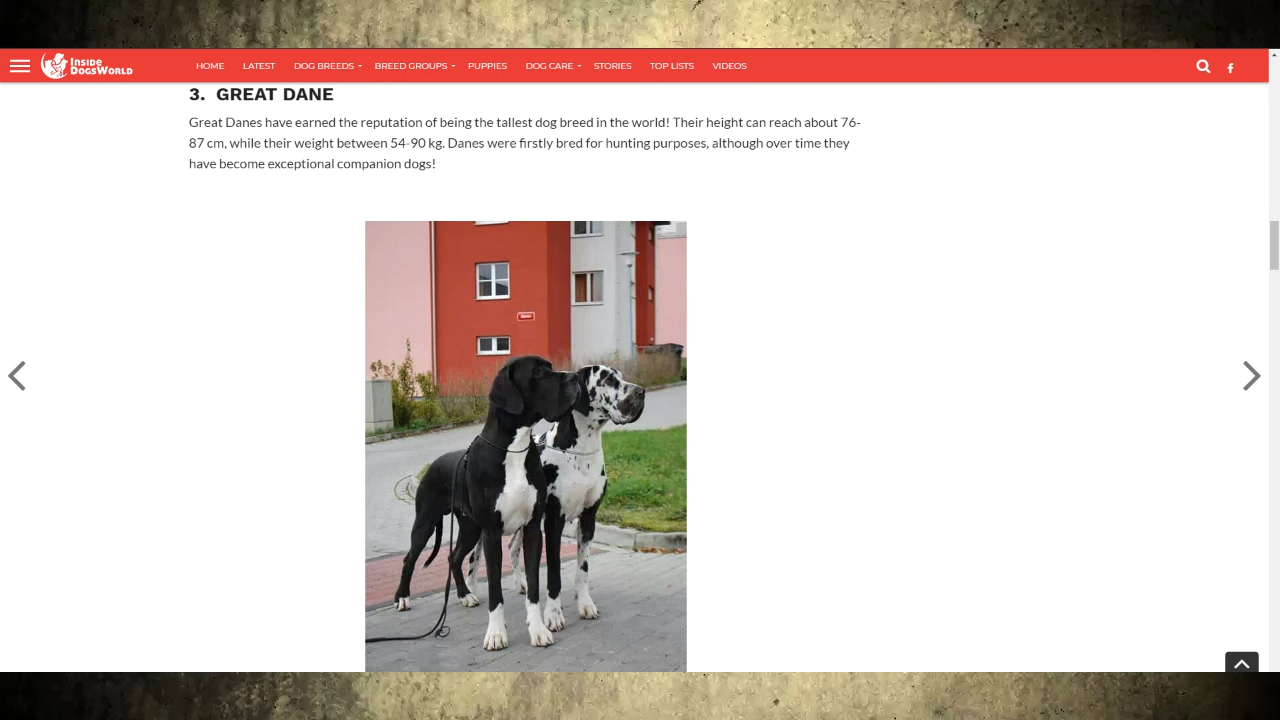 Inside
DogsWorld
HOME LATEST DOG BREEDS BREED GROUPS PUPPIES DOG CARE STORIES TOP LISTS VIDEOS
3. GREAT DANE
Great Danes have earned the reputation of being the tallest dog breed in the world! Their height can reach about 76-
87 cm, while their weight between 54-90 kg. Danes were firstly bred for hunting purposes, although over time they
have become exceptional companion dogs!